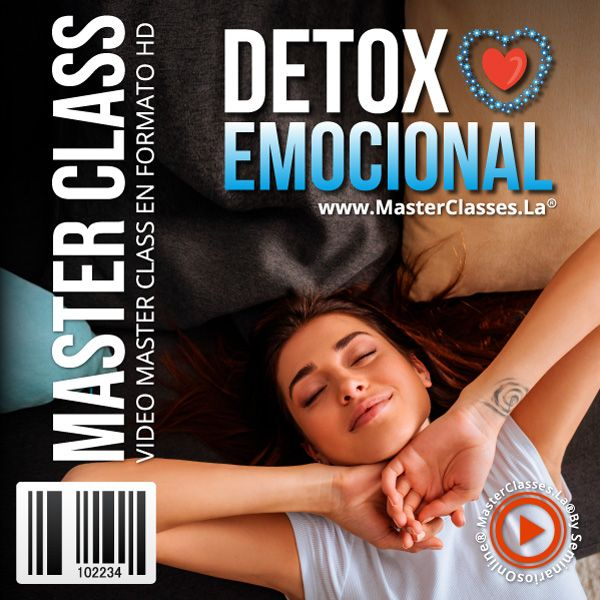 MASTER CLASS
VIDEO MASTER CLASS EN FORMATO HD
DETOX
EMOCIONAL
www.MasterClasses.La®
102234
MasterClasses.La®By SeminariosOnline®